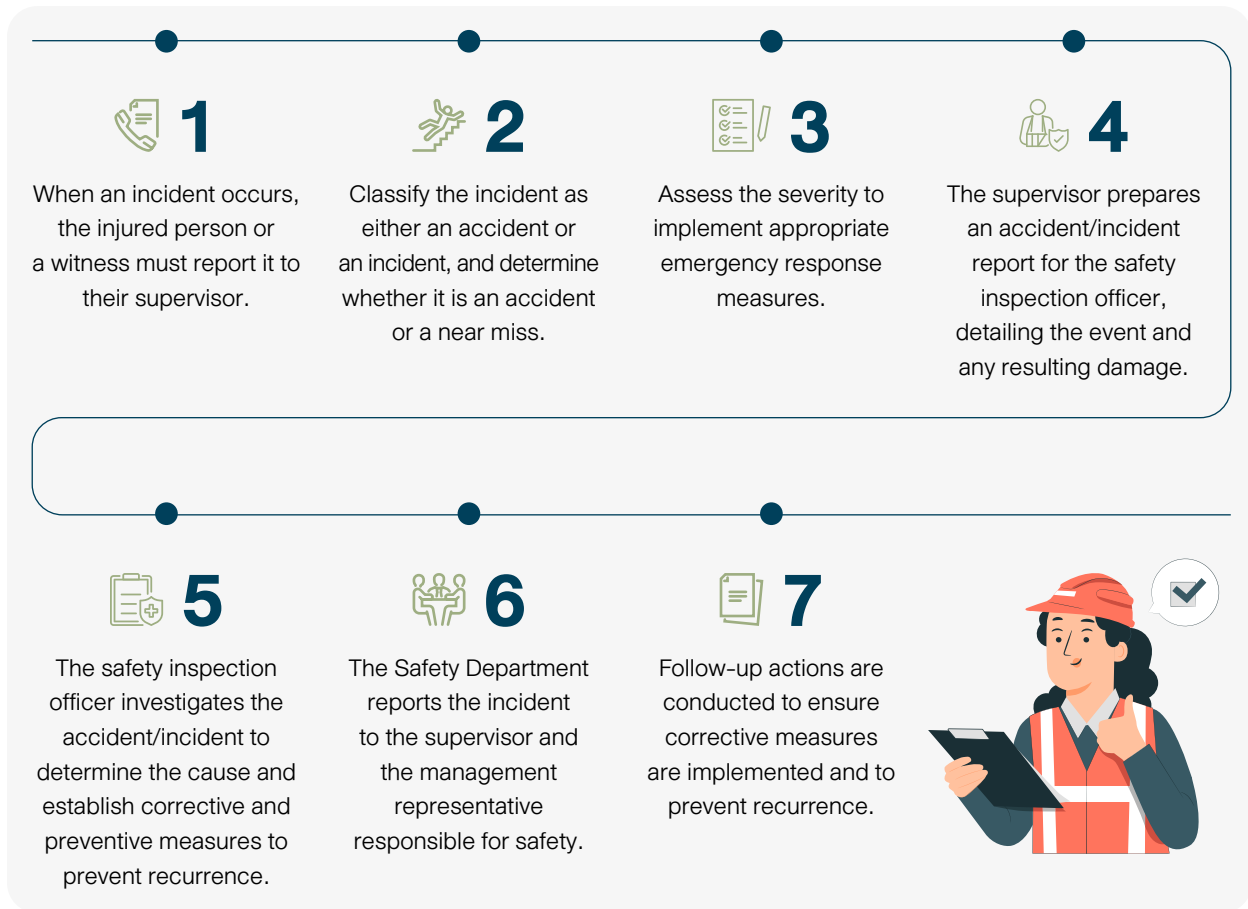 1
When an incident occurs,
the injured person or
a witness must report it to
their supervisor.
2
Classify the incident as
either an accident or
an incident, and determine
whether it is an accident
or a near miss.
3
Assess the severity to
implement appropriate
emergency response
measures.
4
The supervisor prepares
an accident/incident
report for the safety
inspection officer,
detailing the event and
any resulting damage.
5
The safety inspection
officer investigates the
accident/incident to
determine the cause and
establish corrective and
preventive measures to
prevent recurrence.
6
The Safety Department
reports the incident
to the supervisor and
the management
representative
responsible for safety.
7
Follow-up actions are
conducted to ensure
corrective measures
are implemented and to
prevent recurrence.